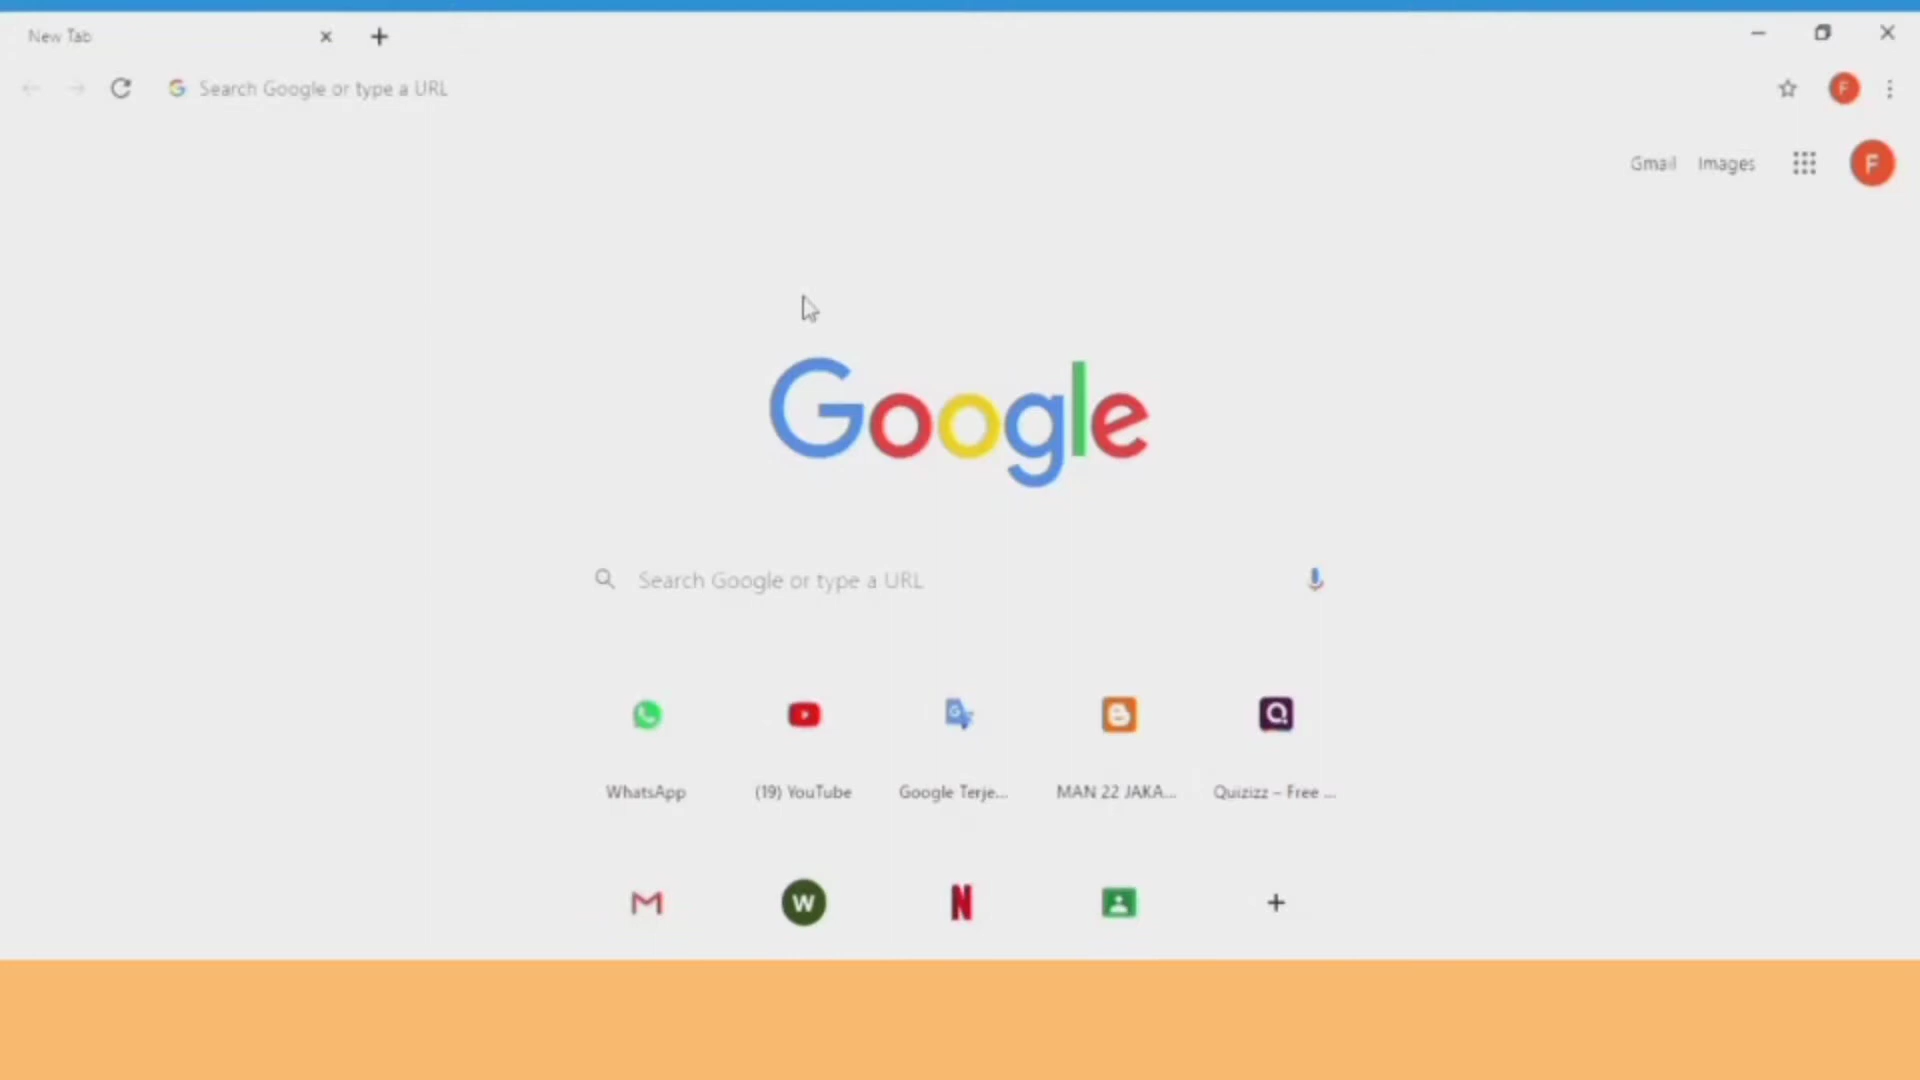 New Tab
Search Google or type a URL
F
Gmail Images
F
Google
Search Google or type a URL
WhatsApp
(19) YouTube
Google Terje...
MAN 22 JAKA...
Quizizz – Free ...
W